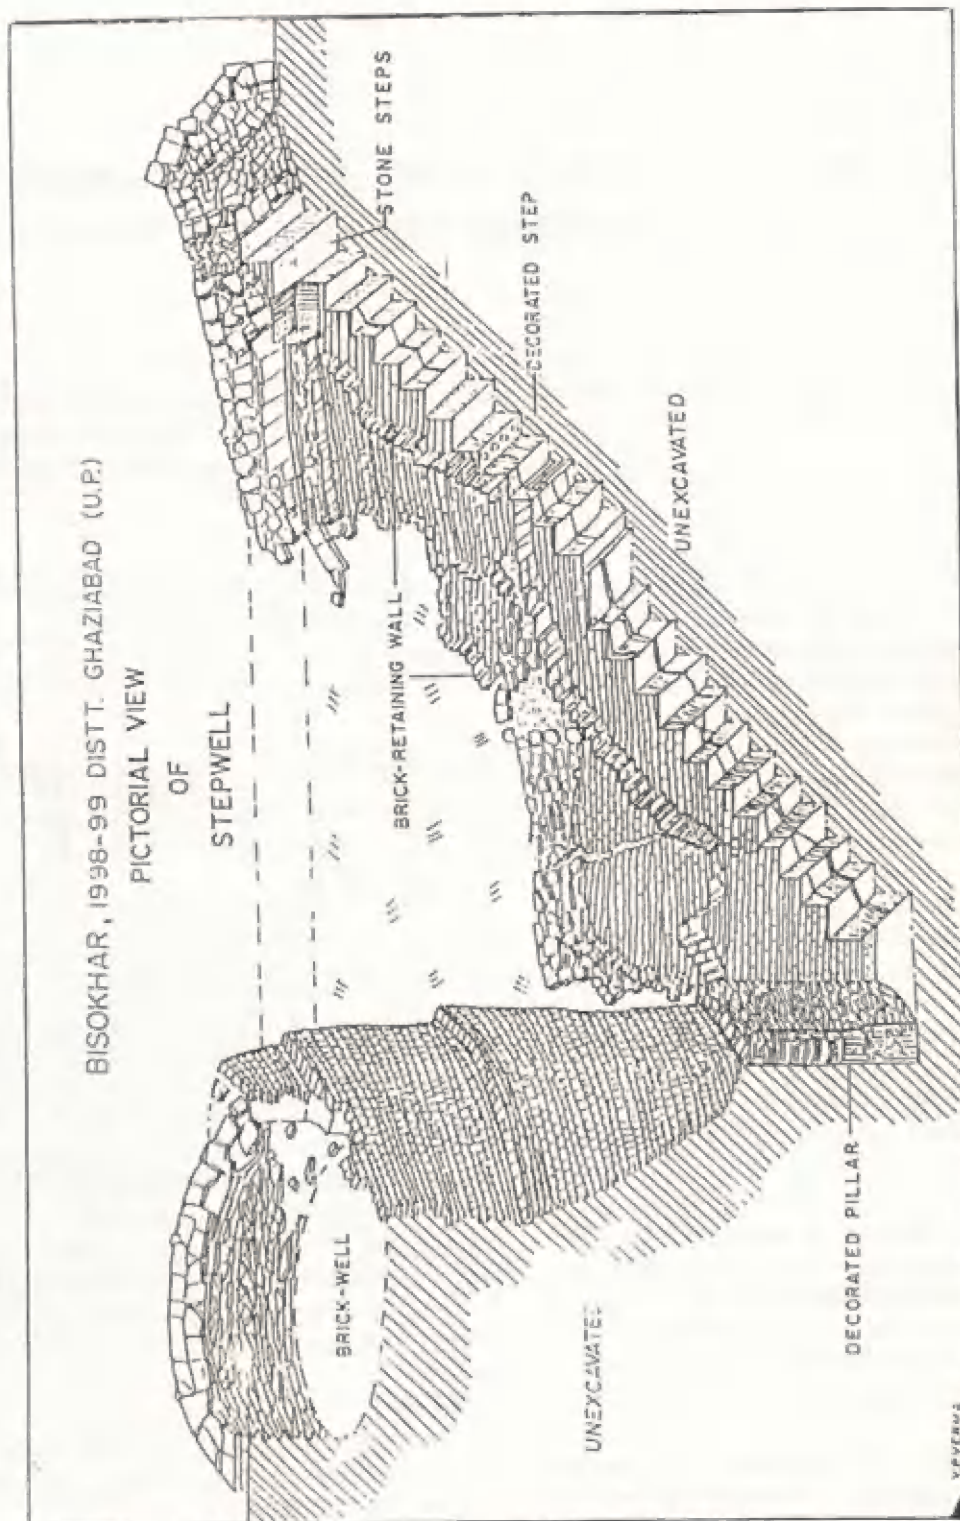 BISOKHAR, 1998-99 DISTT. GHAZIABAD (U.P.)
PICTORIAL VIEW
OF
STEPWELL
STONE STEPS
CECORATED STEP
BRICK-RETAINING WALL
UNEXCAVATED
BRICK-WELL
UNEXCAVATED
DECORATED PILLAR